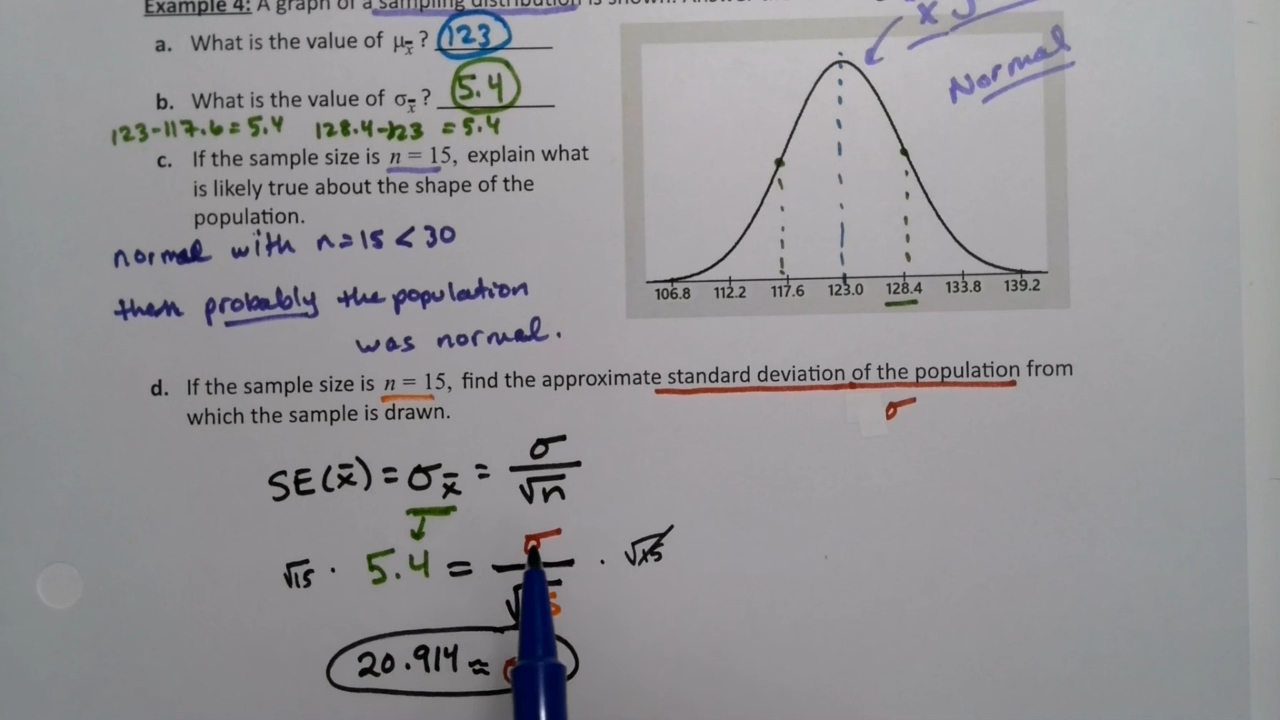 Example 4: A graph of a sampling distribution is shown.
x̄
Normal
a. What is the value of μx̄ ? 123
b. What is the value of σx̄ ? 5.4
123-117.6=5.4 128.4-123 =5.4
c. If the sample size is n = 15, explain what
is likely true about the shape of the
population.
normal with n=15 < 30
then probably the population
was normal.
106.8 112.2 117.6 123.0 128.4 133.8 139.2
d. If the sample size is n = 15, find the approximate standard deviation of the population from
which the sample is drawn.
σ
SE(x̄) = σx̄ = σ/√n
√15 · 5.4 = σ/√ · √15
20.914 ≈